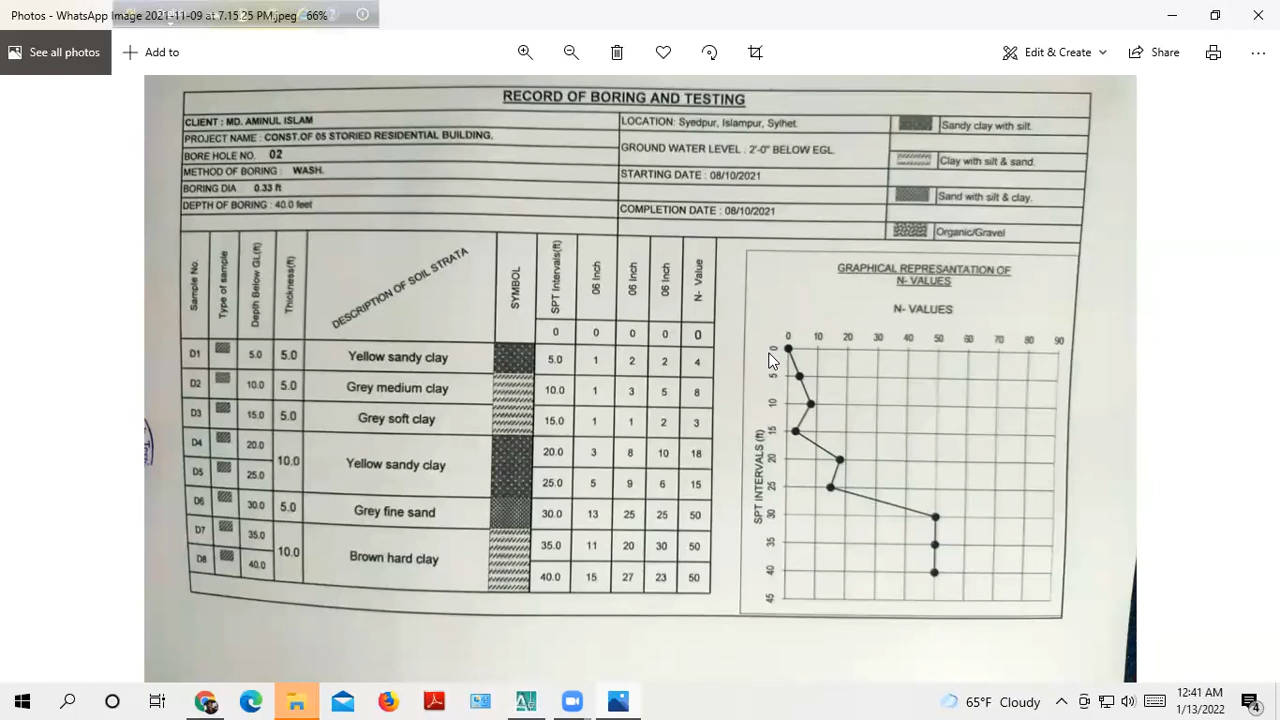 Photos - WhatsApp Image 2021-11-09 at 7.15.25 PM.jpeg - 66%
See all photos
Add to
Edit & Create
Share
RECORD OF BORING AND TESTING
CLIENT : MD. AMINUL ISLAM
PROJECT NAME : CONST.OF 05 STORIED RESIDENTIAL BUILDING.
BORE HOLE NO. 02
METHOD OF BORING : WASH.
BORING DIA 0.33 ft
DEPTH OF BORING : 40.0 feet
LOCATION: Syedpur, Islampur, Sylhet.
GROUND WATER LEVEL : 2'-0" BELOW EGL.
STARTING DATE : 08/10/2021
COMPLETION DATE : 08/10/2021
Sandy clay with silt.
Clay with silt & sand.
Sand with silt & clay.
Organic/Gravel
Sample No. Type of sample Depth Below GL(ft) Thickness(ft) DESCRIPTION OF SOIL STRATA SYMBOL SPT Intervals(ft) 06 Inch 06 Inch 06 Inch N- Value
0 0 0 0 0
D1 5.0 5.0 Yellow sandy clay 5.0 1 2 2 4
D2 10.0 5.0 Grey medium clay 10.0 1 3 5 8
D3 15.0 5.0 Grey soft clay 15.0 1 1 2 3
D4 20.0 10.0 Yellow sandy clay 20.0 3 8 10 18
D5 25.0 25.0 5 9 6 15
D6 30.0 5.0 Grey fine sand 30.0 13 25 25 50
D7 35.0 10.0 Brown hard clay 35.0 11 20 30 50
D8 40.0 40.0 15 27 23 50
GRAPHICAL REPRESANTATION OF
N- VALUES
N- VALUES
0 10 20 30 40 50 60 70 80 90
SPT INTERVALS (ft)
0
5
10
15
20
25
30
35
40
45
65°F Cloudy
12:41 AM
1/13/2022
4